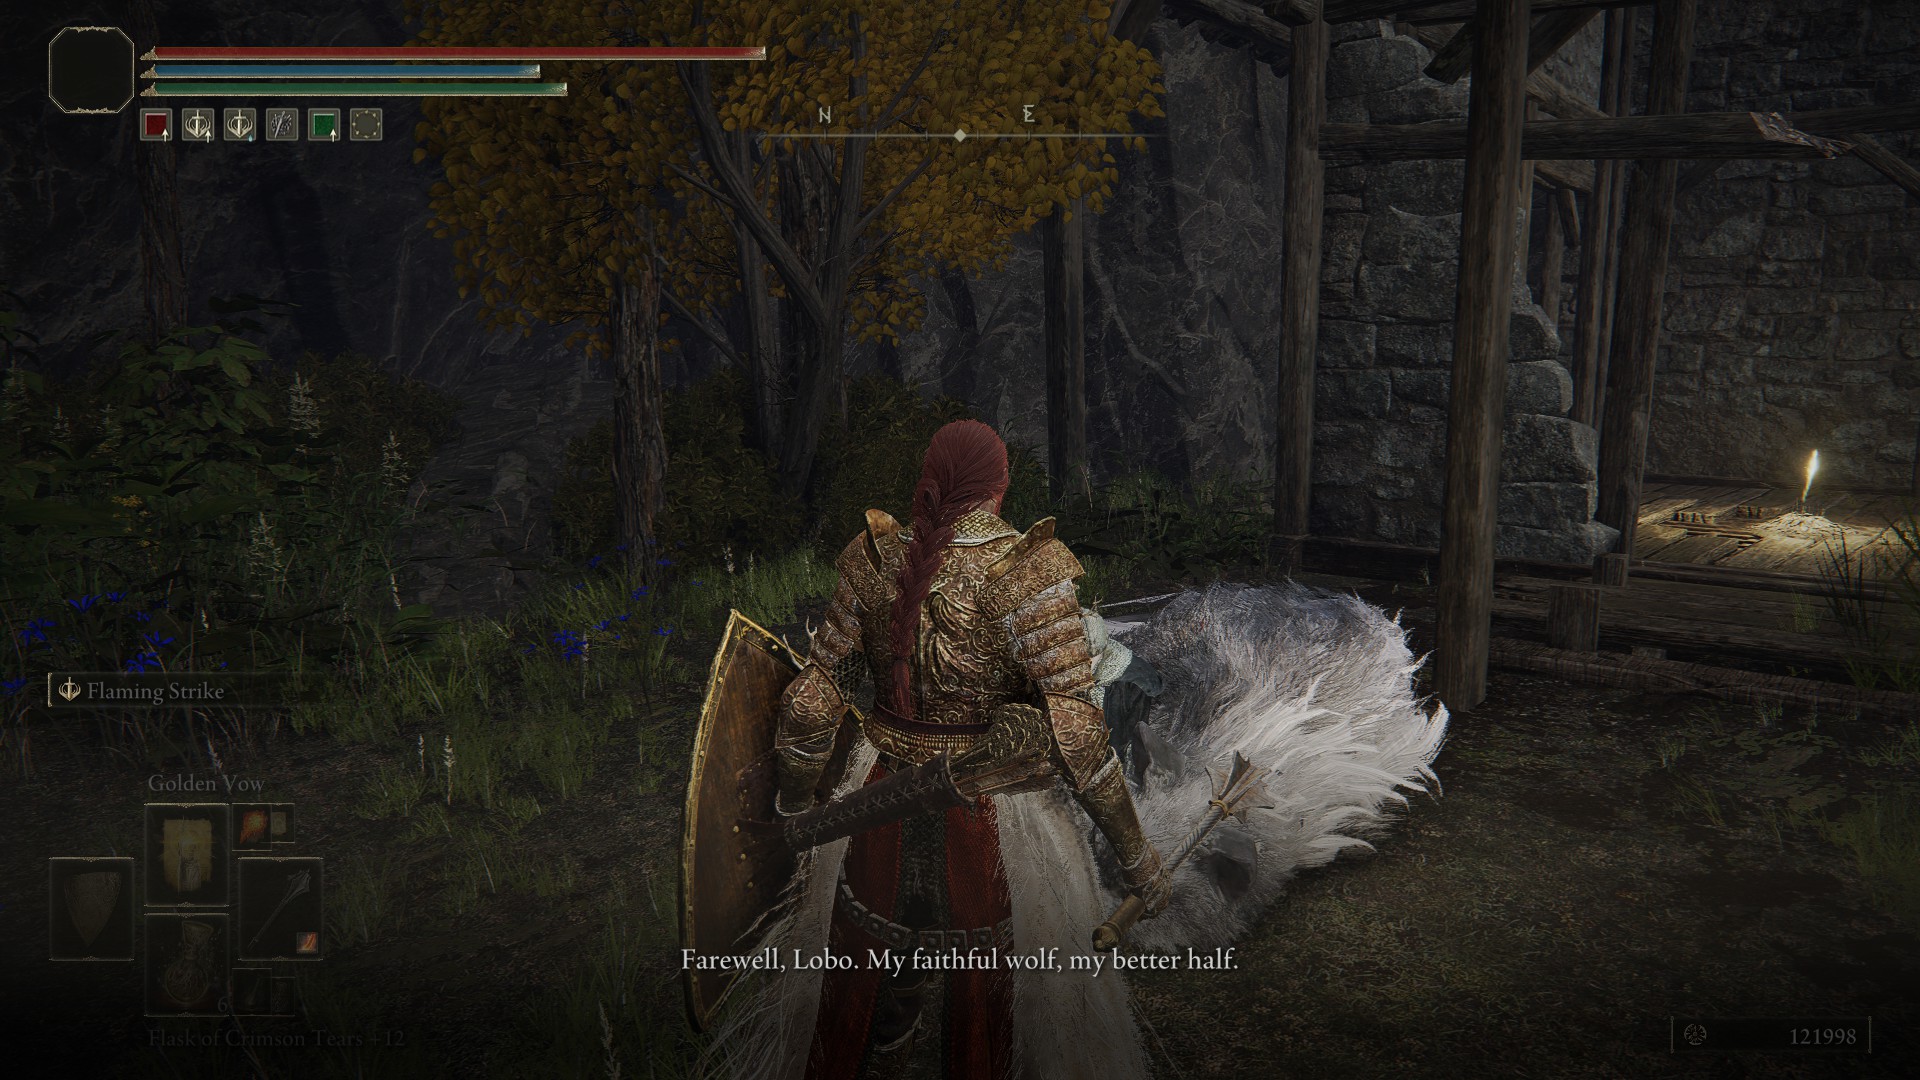 N
E
Flaming Strike
Golden Vow
6
Flask of Crimson Tears +12
Farewell, Lobo. My faithful wolf, my better half.
121998